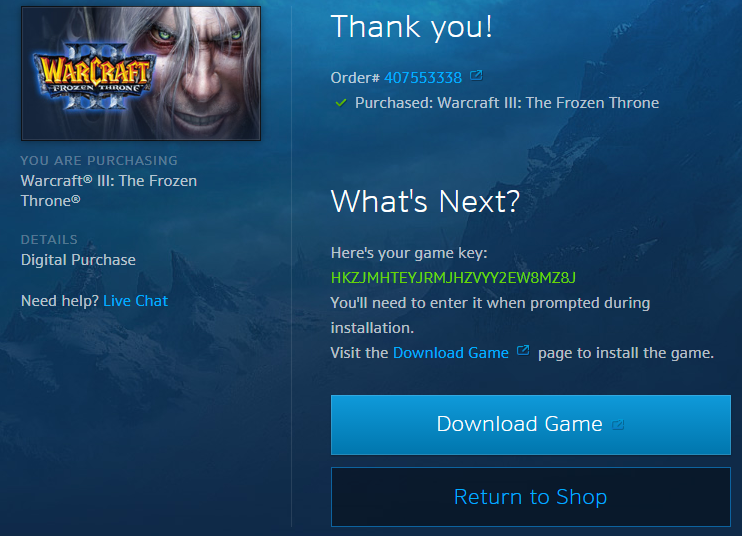 WARCRAFT
III
FROZEN THRONE
YOU ARE PURCHASING
Warcraft® III: The Frozen
Throne®
DETAILS
Digital Purchase
Need help? Live Chat
Thank you!
Order# 407553338
Purchased: Warcraft III: The Frozen Throne
What's Next?
Here's your game key:
HKZJMHTEYJRMJHZVYY2EW8MZ8J
You'll need to enter it when prompted during
installation.
Visit the Download Game page to install the game.
Download Game
Return to Shop